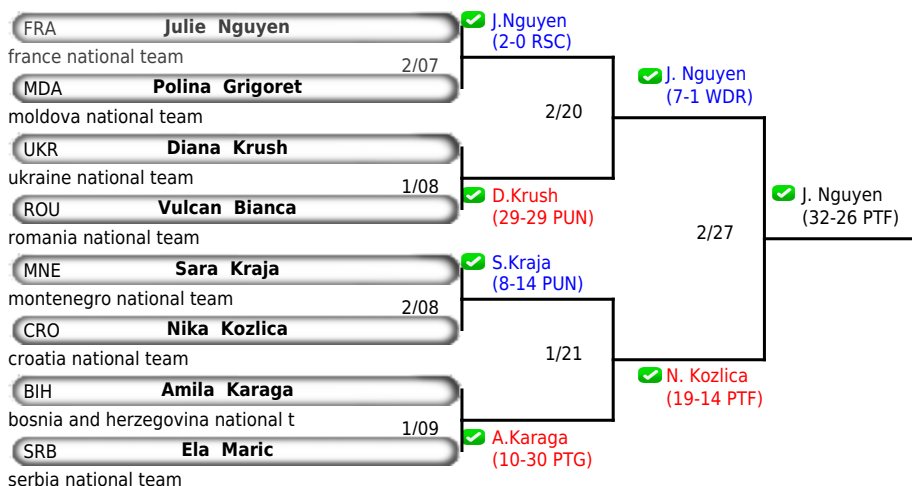 FRA Julie Nguyen
france national team
2/07
MDA Polina Grigoret
moldova national team
J.Nguyen
(2-0 RSC)
2/20
UKR Diana Krush
ukraine national team
1/08
ROU Vulcan Bianca
romania national team
D.Krush
(29-29 PUN)
J. Nguyen
(7-1 WDR)
MNE Sara Kraja
montenegro national team
2/08
CRO Nika Kozlica
croatia national team
S.Kraja
(8-14 PUN)
1/21
BIH Amila Karaga
bosnia and herzegovina national t
1/09
SRB Ela Maric
serbia national team
A.Karaga
(10-30 PTG)
N. Kozlica
(19-14 PTF)
2/27
J. Nguyen
(32-26 PTF)